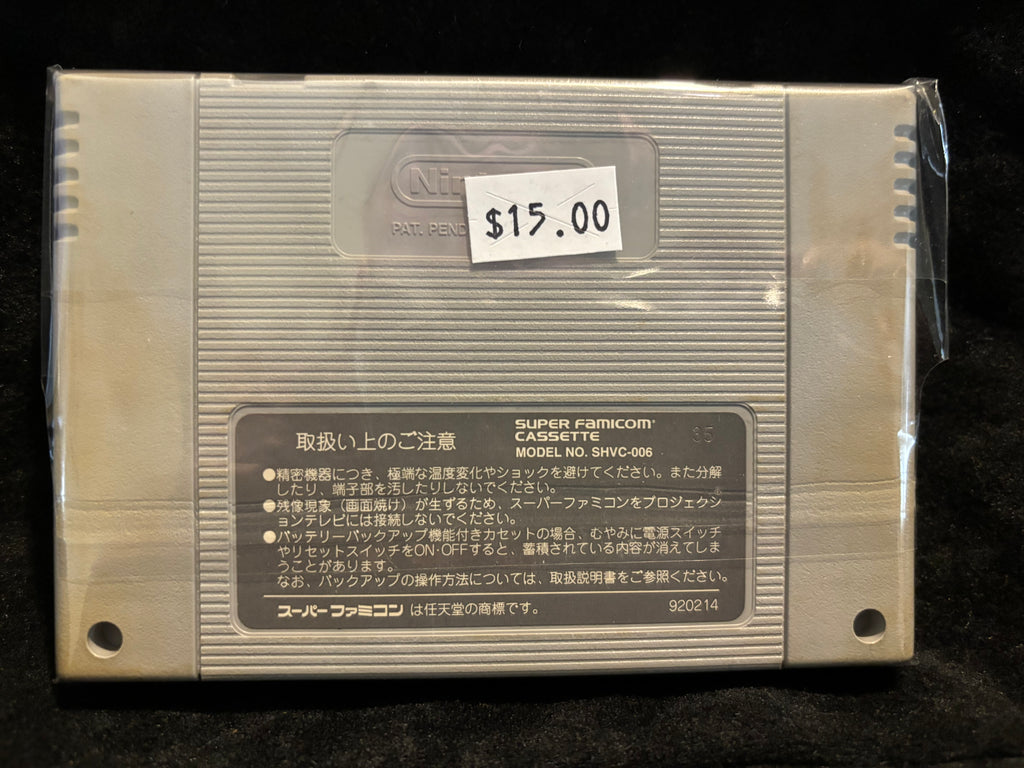 Nin
PAT. PEND
$15.00
取扱い上のご注意
SUPER FAMICOM
CASSETTE
MODEL NO. SHVC-006
35
●精密機器につき、極端な温度変化やショックを避けてください。また分解
したり、端子部を汚したりしないでください。
●残像現象（画面焼け）が生ずるため、スーパーファミコンをプロジェクシ
ョンテレビには接続しないでください。
●バッテリーバックアップ機能付きカセットの場合、むやみに電源スイッチ
やリセットスイッチをON・OFFすると、蓄積されている内容が消えてしま
うことがあります。
なお、バックアップの操作方法については、取扱説明書をご参照ください。
スーパーファミコン は任天堂の商標です。
920214